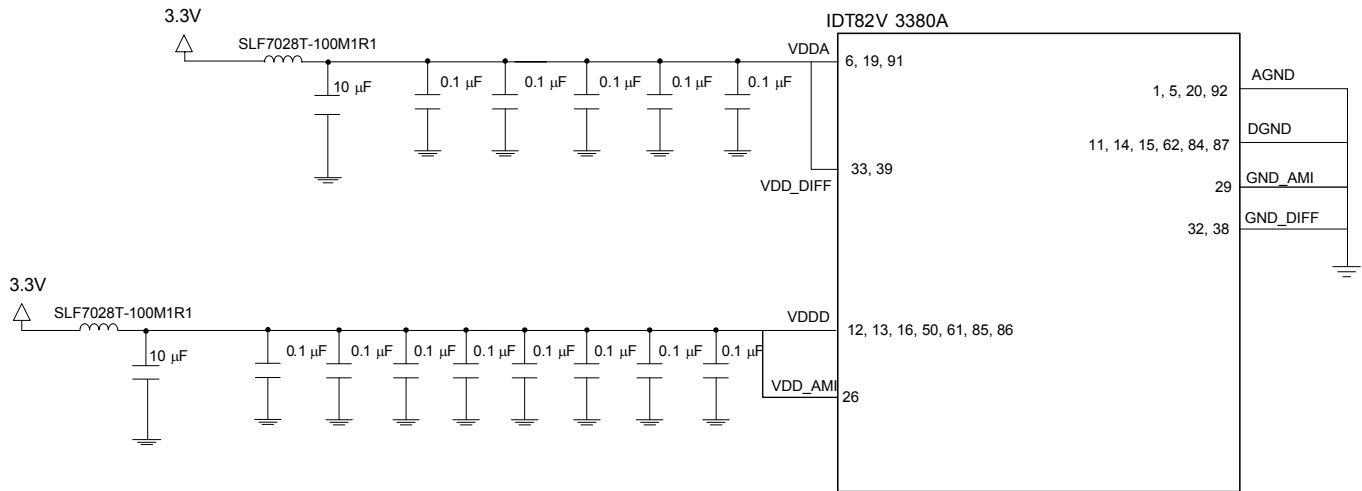 IDT82V 3380A
3.3V
SLF7028T-100M1R1
VDDA
6, 19, 91
10 μF
0.1 μF
0.1 μF
0.1 μF
0.1 μF
0.1 μF
AGND
1, 5, 20, 92
DGND
11, 14, 15, 62, 84, 87
33, 39
VDD_DIFF
GND_AMI
29
GND_DIFF
32, 38
3.3V
SLF7028T-100M1R1
VDDD
12, 13, 16, 50, 61, 85, 86
10 μF
0.1 μF
0.1 μF
0.1 μF
0.1 μF
0.1 μF
0.1 μF
0.1 μF
0.1 μF
VDD_AMI
26